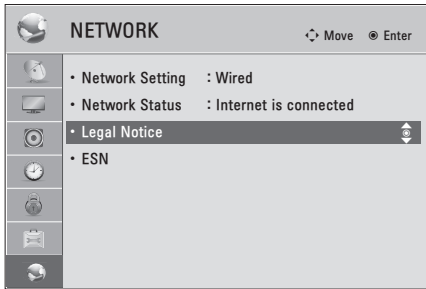 NETWORK
Move Enter
• Network Setting : Wired
• Network Status : Internet is connected
• Legal Notice
• ESN